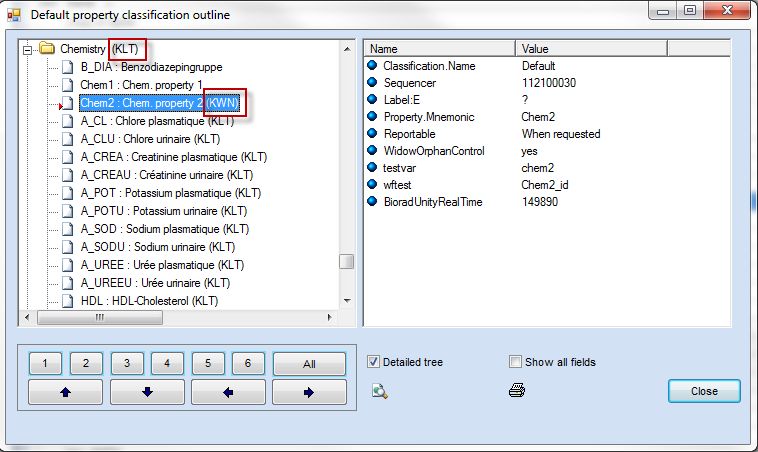 Default property classification outline
Chemistry (KLT)
B_DIA : Benzodiazepingruppe
Chem1 : Chem. property 1
Chem2 : Chem. property 2 (KWN)
A_CL : Chlore plasmatique (KLT)
A_CLU : Chlore urinaire (KLT)
A_CREA : Creatinine plasmatique (KLT)
A_CREAU : Créatinine urinaire (KLT)
A_POT : Potassium plasmatique (KLT)
A_POTU : Potassium urinaire (KLT)
A_SOD : Sodium plasmatique (KLT)
A_SODU : Sodium urinaire (KLT)
A_UREE : Urée plasmatique (KLT)
A_UREEU : Urée urinaire (KLT)
HDL : HDL-Cholesterol (KLT)
Name Value
Classification.Name Default
Sequencer 112100030
Label:E ?
Property.Mnemonic Chem2
Reportable When requested
WidowOrphanControl yes
testvar chem2
wftest Chem2_id
BioradUnityRealTime 149890
1 2 3 4 5 6 All
Detailed tree Show all fields
Close